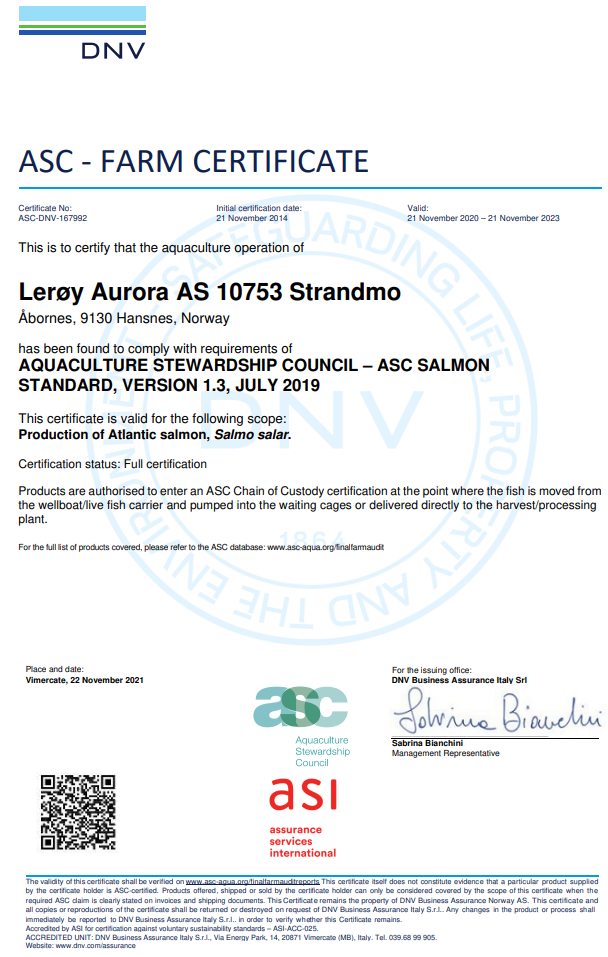 DNV
ASC - FARM CERTIFICATE
Certificate No:
ASC-DNV-167992
Initial certification date:
21 November 2014
Valid:
21 November 2020 – 21 November 2023
This is to certify that the aquaculture operation of
Lerøy Aurora AS 10753 Strandmo
Åbornes, 9130 Hansnes, Norway
has been found to comply with requirements of
AQUACULTURE STEWARDSHIP COUNCIL – ASC SALMON
STANDARD, VERSION 1.3, JULY 2019
This certificate is valid for the following scope:
Production of Atlantic salmon, Salmo salar.
Certification status: Full certification
Products are authorised to enter an ASC Chain of Custody certification at the point where the fish is moved from
the wellboat/live fish carrier and pumped into the waiting cages or delivered directly to the harvest/processing
plant.
For the full list of products covered, please refer to the ASC database: www.asc-aqua.org/finalfarmaudit
SAFEGUARDING LIFE, PROPERTY AND THE ENVIRONMENT
DNV
1864
Place and date:
Vimercate, 22 November 2021
For the issuing office:
DNV Business Assurance Italy Srl
Sabrina Bianchini
Sabrina Bianchini
Management Representative
asc
Aquaculture
Stewardship
Council
asi
assurance
services
international
The validity of this certificate shall be verified on www.asc-aqua.org/finalfarmauditreports This certificate itself does not constitute evidence that a particular product supplied
by the certificate holder is ASC-certified. Products offered, shipped or sold by the certificate holder can only be considered covered by the scope of this certificate when the
required ASC claim is clearly stated on invoices and shipping documents. This Certificate remains the property of DNV Business Assurance Norway AS. This certificate and
all copies or reproductions of the certificate shall be returned or destroyed on request of DNV Business Assurance Italy S.r.l.. Any changes in the product or process shall
immediately be reported to DNV Business Assurance Italy S.r.l.. in order to verify whether this Certificate remains.
Accredited by ASI for certification against voluntary sustainability standards – ASI-ACC-025.
ACCREDITED UNIT: DNV Business Assurance Italy S.r.l., Via Energy Park, 14, 20871 Vimercate (MB), Italy. Tel. 039.68 99 905.
Website: www.dnv.com/assurance